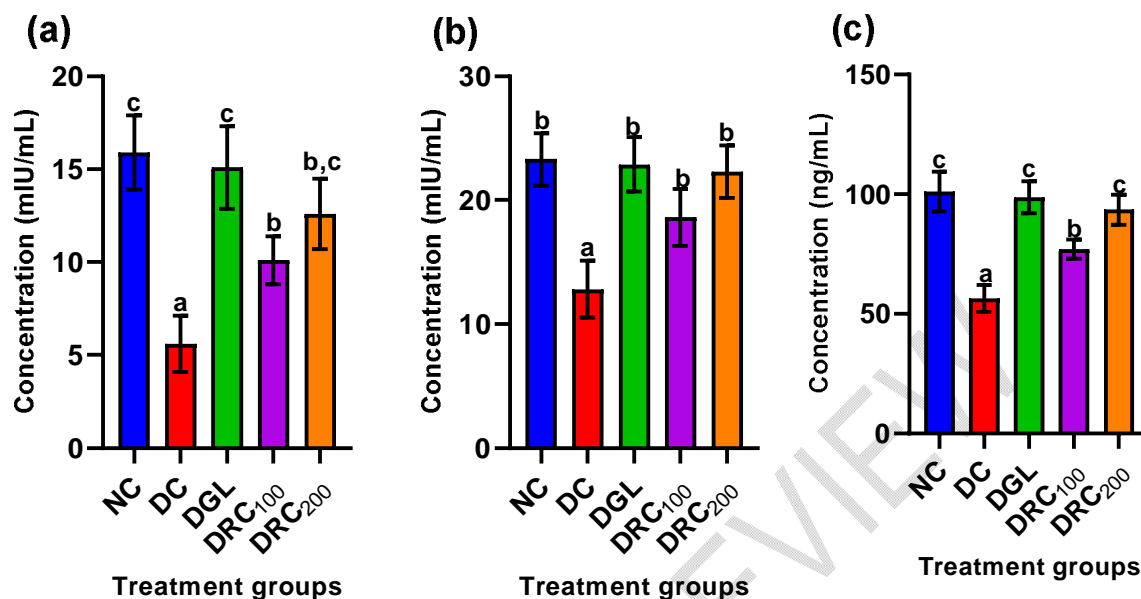 (a)
Concentration (mIU/mL)
20
15
10
5
0
c
a
c
b
b,c
NC
DC
DGL
DRC₁₀₀
DRC₂₀₀
Treatment groups
(b)
Concentration (mIU/mL)
30
20
10
0
b
a
b
b
b
NC
DC
DGL
DRC₁₀₀
DRC₂₀₀
Treatment groups
(c)
Concentration (ng/mL)
150
100
50
0
c
a
c
b
c
NC
DC
DGL
DRC₁₀₀
DRC₂₀₀
Treatment groups
EVIEW